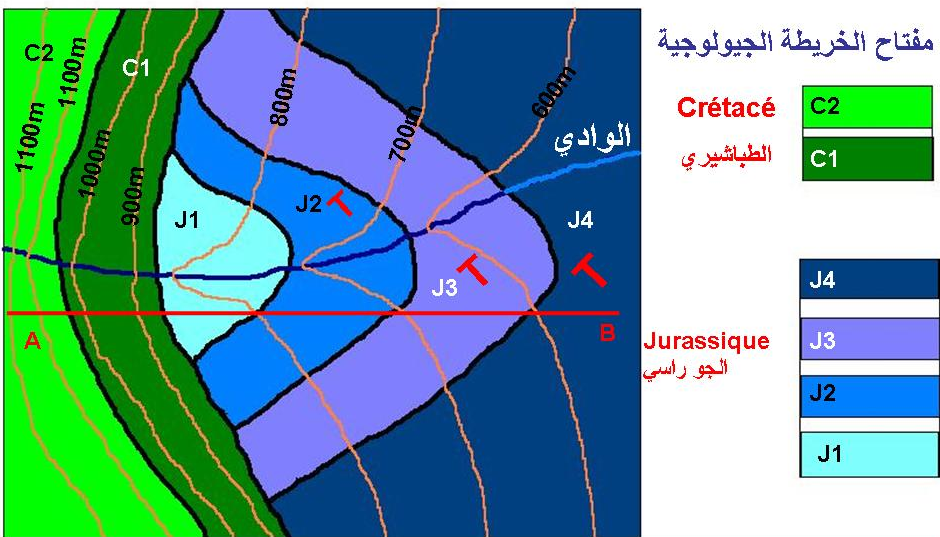 مفتاح الخريطة الجيولوجية
Crétacé
الطباشيري
C2
C1
Jurassique
الجو راسي
J4
J3
J2
J1
C2
1100m
1100m
C1
1000m
900m
800m
700m
600m
الوادي
J1
J2
J3
J4
A
B